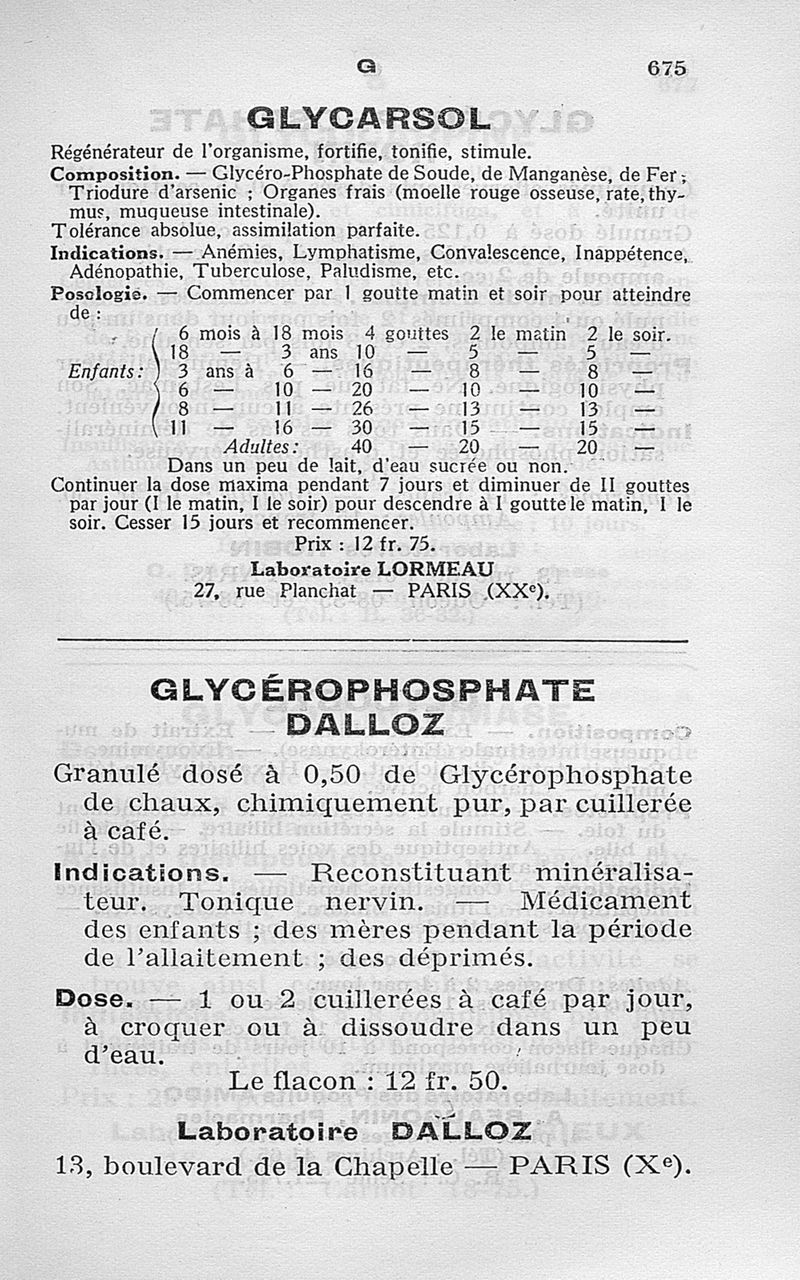 G 675
GLYCARSOL
Régénérateur de l'organisme, fortifie, tonifie, stimule.
Composition. — Glycéro-Phosphate de Soude, de Manganèse, de Fer ;
Triodure d'arsenic ; Organes frais (moelle rouge osseuse, rate, thy-
mus, muqueuse intestinale).
Tolérance absolue, assimilation parfaite.
Indications. — Anémies, Lymphatisme, Convalescence, Inappétence,
Adénopathie, Tuberculose, Paludisme, etc.
Posologie. — Commencer par 1 goutte matin et soir pour atteindre
de :
6 mois à 18 mois 4 gouttes 2 le matin 2 le soir.
18 — 3 ans 10 — 5 — 5 —
Enfants: 3 ans à 6 — 16 — 8 — 8 —
6 — 10 — 20 — 10 — 10 —
8 — 11 — 26 — 13 — 13 —
11 — 16 — 30 — 15 — 15 —
Adultes: 40 — 20 — 20 —
Dans un peu de lait, d'eau sucrée ou non.
Continuer la dose maxima pendant 7 jours et diminuer de II gouttes
par jour (I le matin, I le soir) pour descendre à I goutte le matin, I le
soir. Cesser 15 jours et recommencer.
Prix : 12 fr. 75.
Laboratoire LORMEAU
27, rue Planchat — PARIS (XXe).
GLYCÉROPHOSPHATE
DALLOZ
Granulé dosé à 0,50 de Glycérophosphate
de chaux, chimiquement pur, par cuillerée
à café.
Indications. — Reconstituant minéralisa-
teur. Tonique nervin. — Médicament
des enfants ; des mères pendant la période
de l'allaitement ; des déprimés.
Dose. — 1 ou 2 cuillerées à café par jour,
à croquer ou à dissoudre dans un peu
d'eau.
Le flacon : 12 fr. 50.
Laboratoire DALLOZ
13, boulevard de la Chapelle — PARIS (Xe).